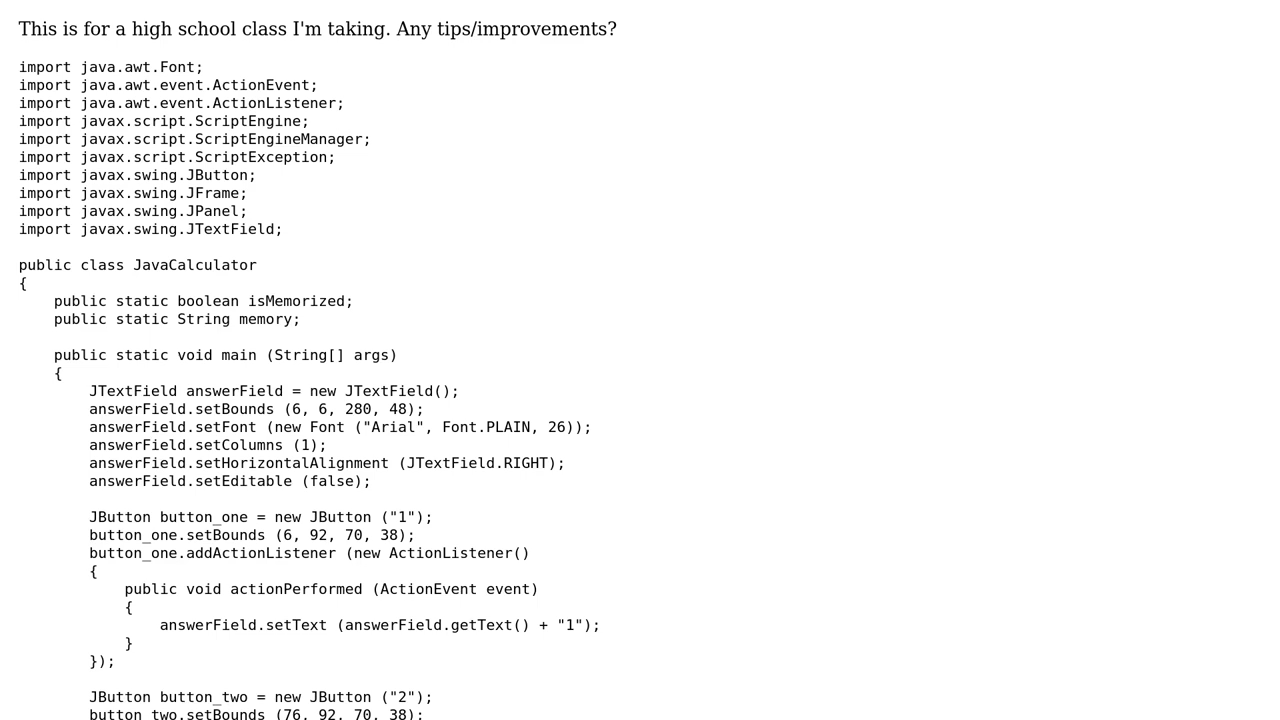 This is for a high school class I'm taking. Any tips/improvements?
import java.awt.Font;
import java.awt.event.ActionEvent;
import java.awt.event.ActionListener;
import javax.script.ScriptEngine;
import javax.script.ScriptEngineManager;
import javax.script.ScriptException;
import javax.swing.JButton;
import javax.swing.JFrame;
import javax.swing.JPanel;
import javax.swing.JTextField;

public class JavaCalculator
{
    public static boolean isMemorized;
    public static String memory;

    public static void main (String[] args)
    {
        JTextField answerField = new JTextField();
        answerField.setBounds (6, 6, 280, 48);
        answerField.setFont (new Font ("Arial", Font.PLAIN, 26));
        answerField.setColumns (1);
        answerField.setHorizontalAlignment (JTextField.RIGHT);
        answerField.setEditable (false);

        JButton button_one = new JButton ("1");
        button_one.setBounds (6, 92, 70, 38);
        button_one.addActionListener (new ActionListener()
        {
            public void actionPerformed (ActionEvent event)
            {
                answerField.setText (answerField.getText() + "1");
            }
        });

        JButton button_two = new JButton ("2");
        button_two.setBounds (76, 92, 70, 38);